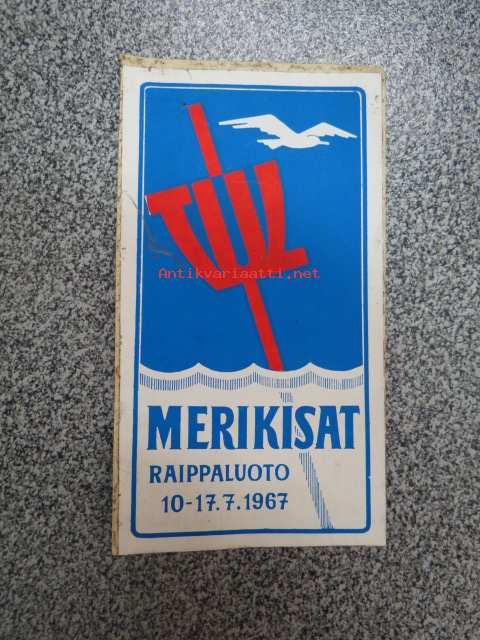 TUL
Antikvariaatti.net
MERIKISAT
RAIPPALUOTO
10-17.7.1967